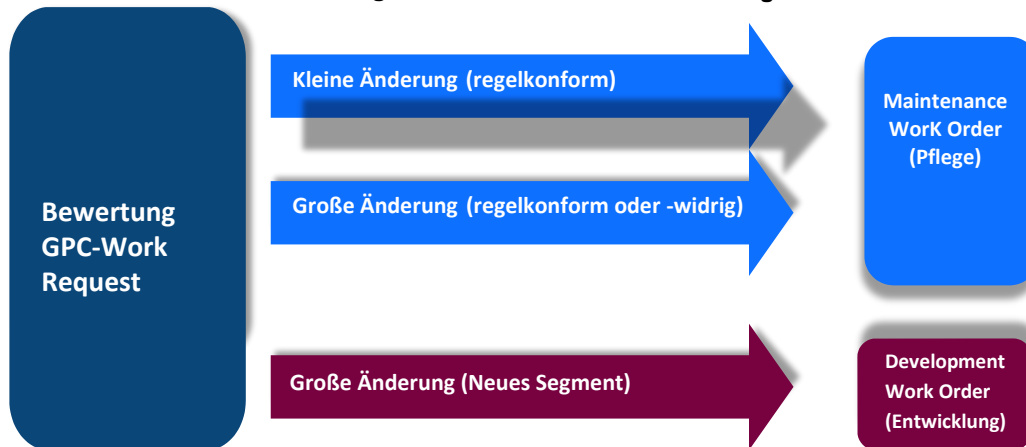 Kleine Änderung (regelkonform)
Maintenance
WorK Order
(Pflege)
Große Änderung (regelkonform oder -widrig)
Bewertung
GPC-Work
Request
Große Änderung (Neues Segment)
Development
Work Order
(Entwicklung)